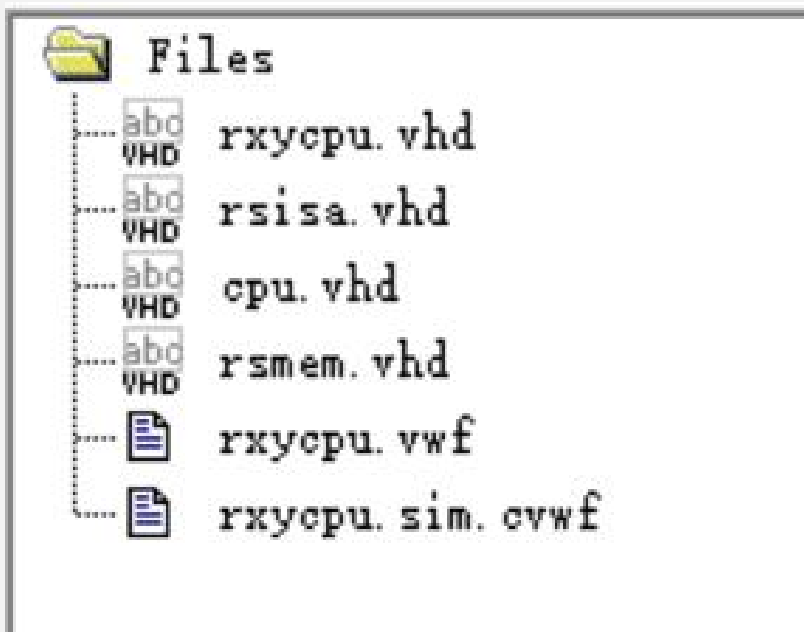 Files
abc
VHD
rxycpu.vhd
abc
VHD
rsisa.vhd
abc
VHD
cpu.vhd
abc
VHD
rsmem.vhd
rxycpu.vwf
rxycpu.sim.cvwf